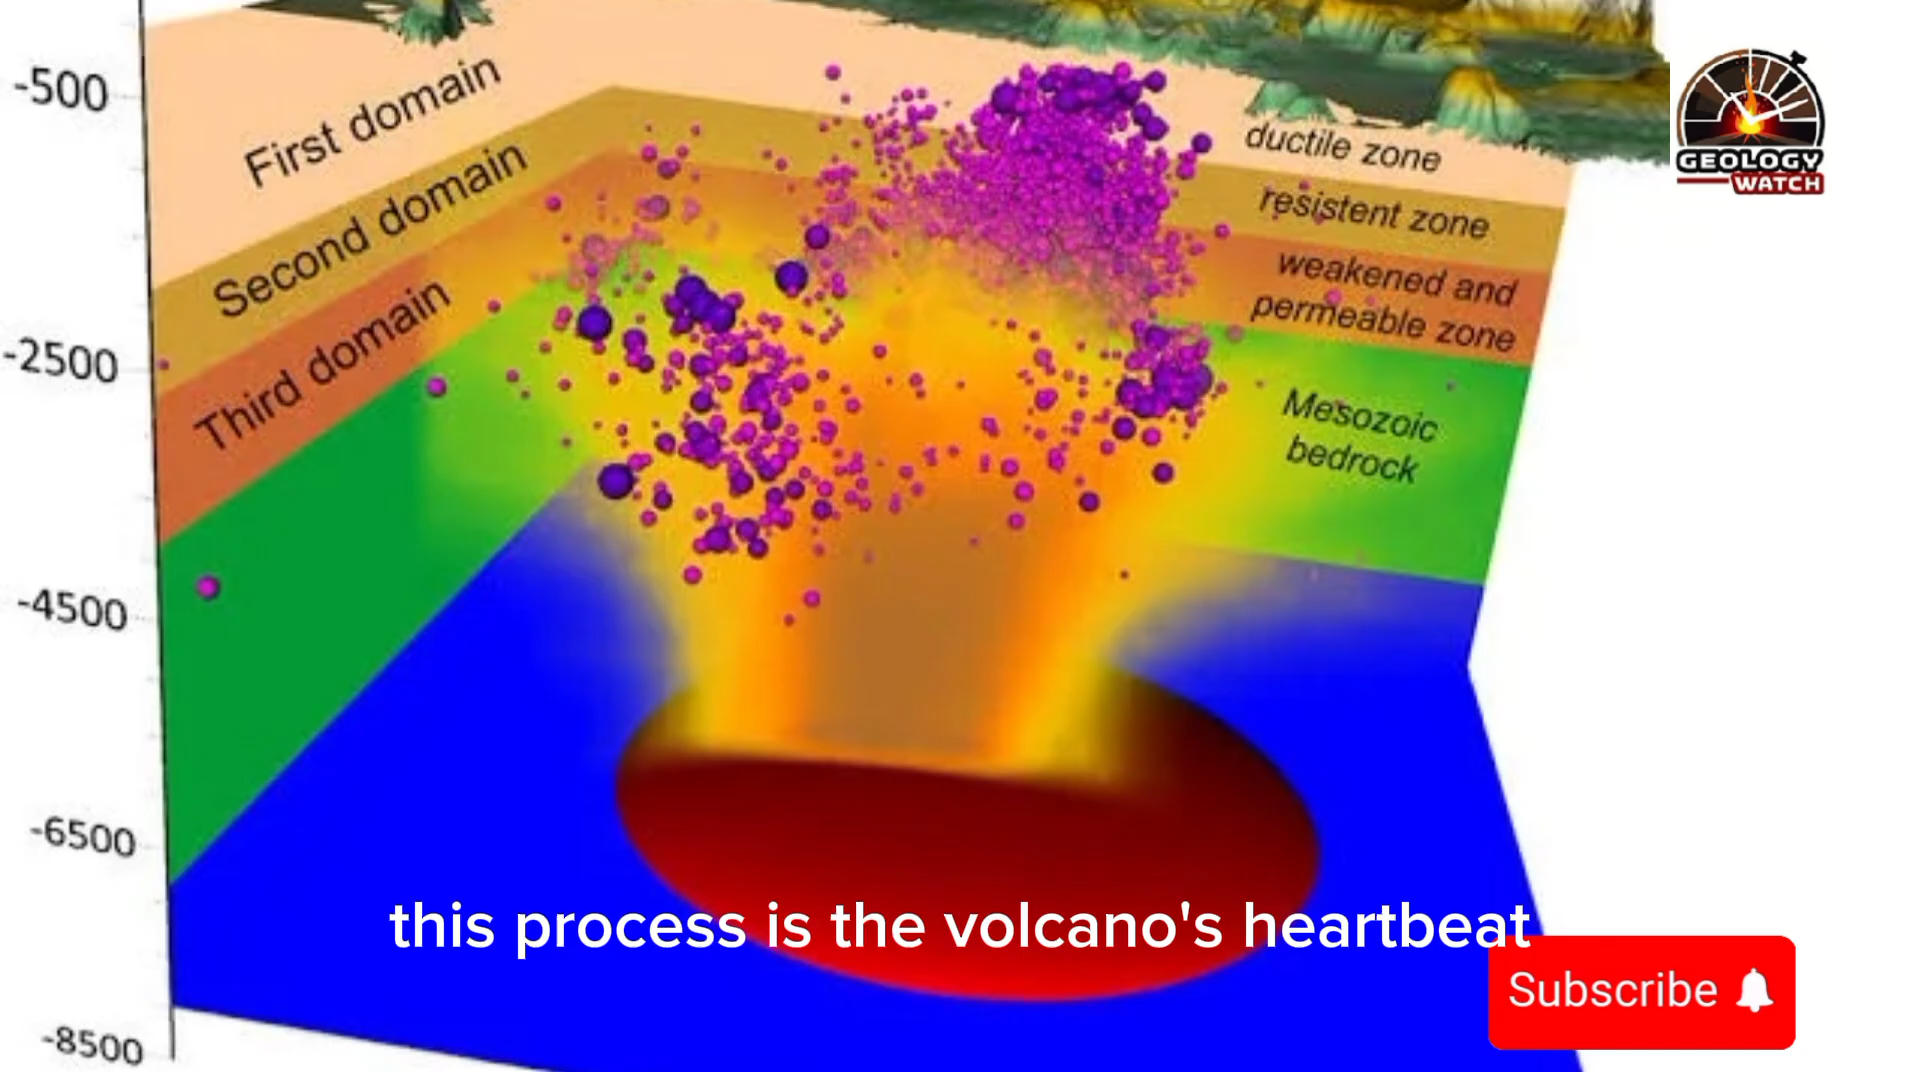 -500
-2500
-4500
-6500
-8500
First domain
Second domain
Third domain
ductile zone
resistent zone
weakened and
permeable zone
Mesozoic
bedrock
GEOLOGY
WATCH
this process is the volcano's heartbeat
Subscribe